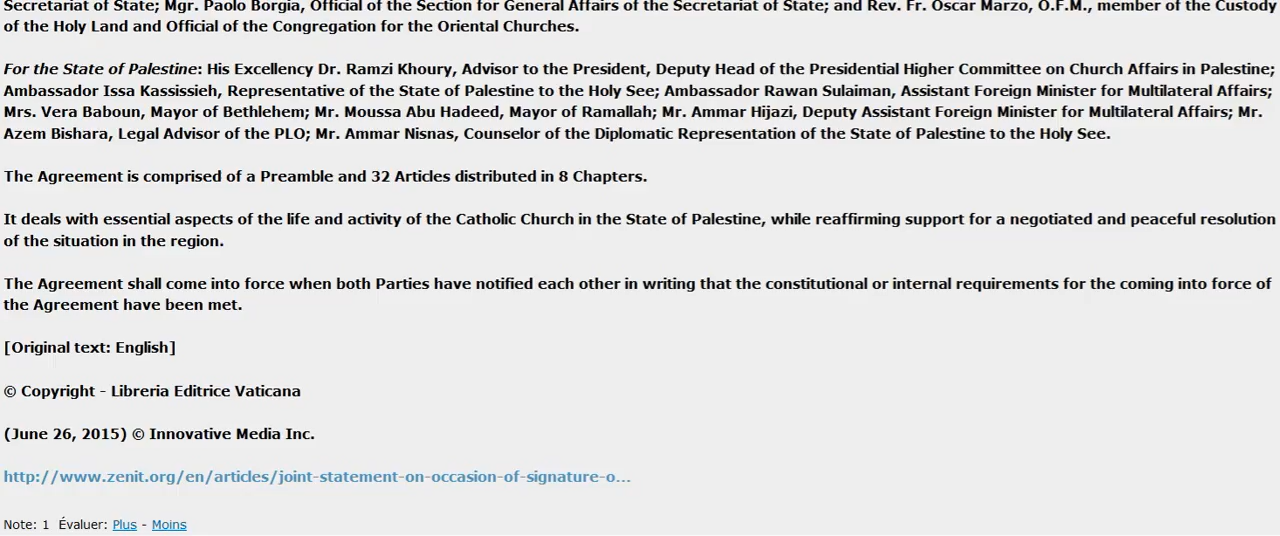 Secretariat of State; Mgr. Paolo Borgia, Official of the Section for General Affairs of the Secretariat of State; and Rev. Fr. Oscar Marzo, O.F.M., member of the Custody
of the Holy Land and Official of the Congregation for the Oriental Churches.
For the State of Palestine: His Excellency Dr. Ramzi Khoury, Advisor to the President, Deputy Head of the Presidential Higher Committee on Church Affairs in Palestine;
Ambassador Issa Kassissieh, Representative of the State of Palestine to the Holy See; Ambassador Rawan Sulaiman, Assistant Foreign Minister for Multilateral Affairs;
Mrs. Vera Baboun, Mayor of Bethlehem; Mr. Moussa Abu Hadeed, Mayor of Ramallah; Mr. Ammar Hijazi, Deputy Assistant Foreign Minister for Multilateral Affairs; Mr.
Azem Bishara, Legal Advisor of the PLO; Mr. Ammar Nisnas, Counselor of the Diplomatic Representation of the State of Palestine to the Holy See.
The Agreement is comprised of a Preamble and 32 Articles distributed in 8 Chapters.
It deals with essential aspects of the life and activity of the Catholic Church in the State of Palestine, while reaffirming support for a negotiated and peaceful resolution
of the situation in the region.
The Agreement shall come into force when both Parties have notified each other in writing that the constitutional or internal requirements for the coming into force of
the Agreement have been met.
[Original text: English]
© Copyright - Libreria Editrice Vaticana
(June 26, 2015) © Innovative Media Inc.
http://www.zenit.org/en/articles/joint-statement-on-occasion-of-signature-o...
Note: 1 Évaluer: Plus - Moins